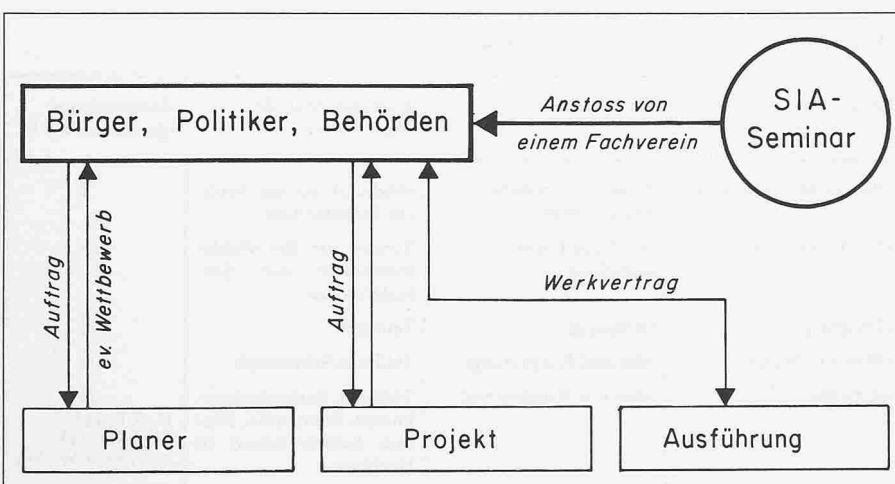 Bürger, Politiker, Behörden
Anstoss von
einem Fachverein
SIA-
Seminar
Auftrag
ev. Wettbewerb
Auftrag
Werkvertrag
Planer
Projekt
Ausführung